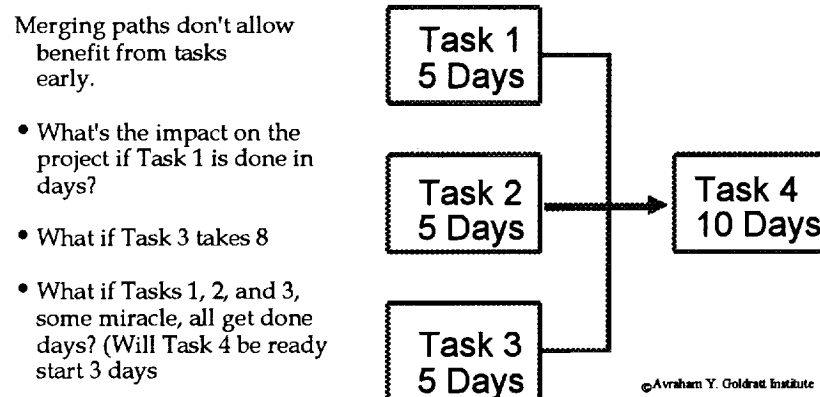 Merging paths don't allow
benefit from tasks
early.
• What's the impact on the
project if Task 1 is done in
days?
• What if Task 3 takes 8
• What if Tasks 1, 2, and 3,
some miracle, all get done
days? (Will Task 4 be ready
start 3 days
Task 1
5 Days
Task 2
5 Days
Task 3
5 Days
Task 4
10 Days
©Avraham Y. Goldratt Institute